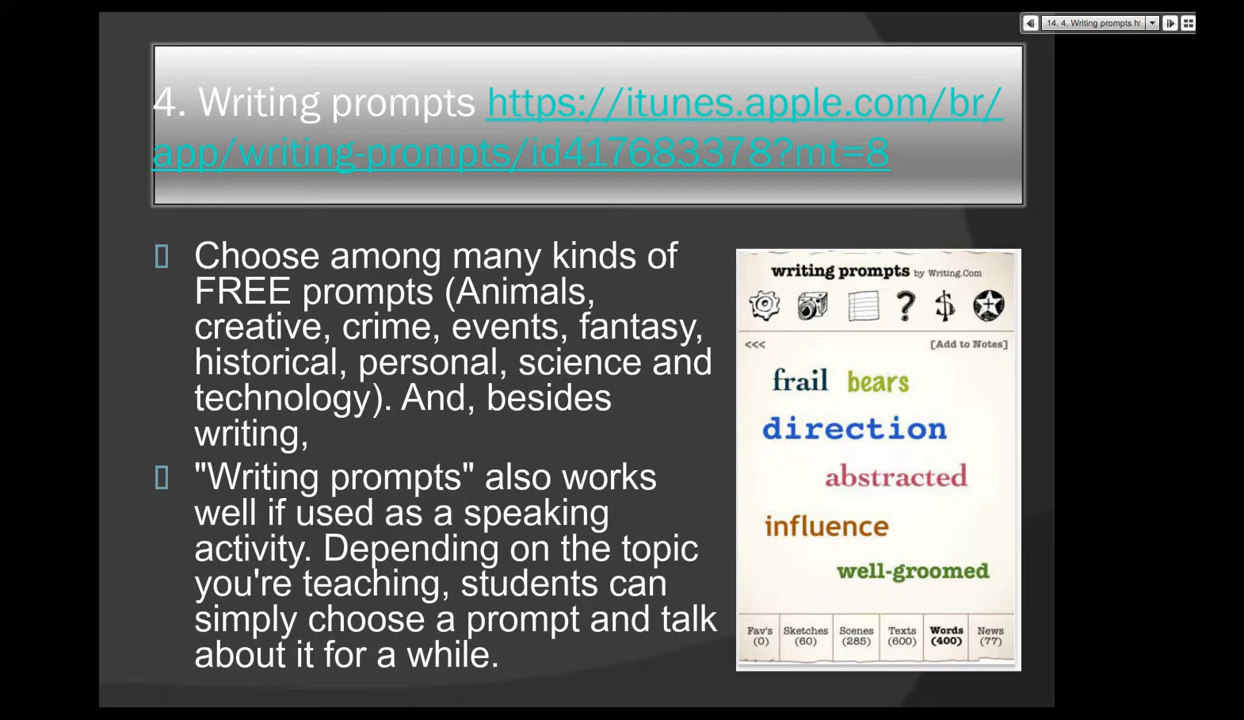 14. 4. Writing prompts h
4. Writing prompts https://itunes.apple.com/br/
app/writing-prompts/id417683378?mt=8
Choose among many kinds of
FREE prompts (Animals,
creative, crime, events, fantasy,
historical, personal, science and
technology). And, besides
writing,
"Writing prompts" also works
well if used as a speaking
activity. Depending on the topic
you're teaching, students can
simply choose a prompt and talk
about it for a while.
writing prompts by Writing.Com
<<< [Add to Notes]
frail bears
direction
abstracted
influence
well-groomed
Fav's Sketches Scenes Texts Words News
(0) (60) (285) (600) (400) (77)